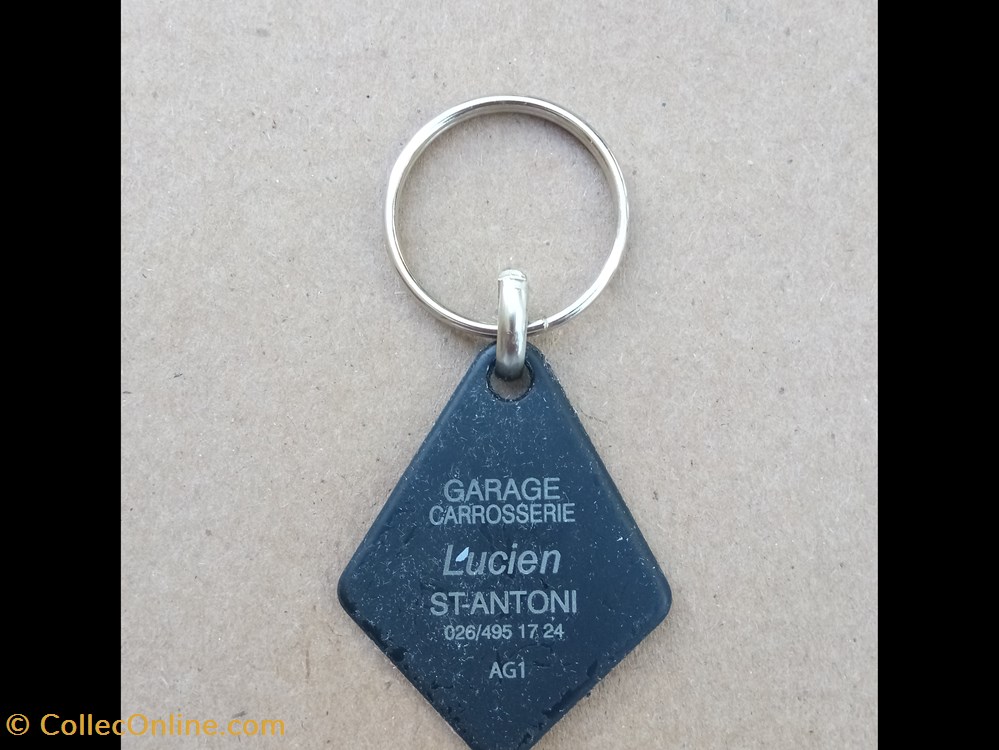 GARAGE
CARROSSERIE
Lucien
ST-ANTONI
026/495 17 24
AG1
© CollecOnline.com